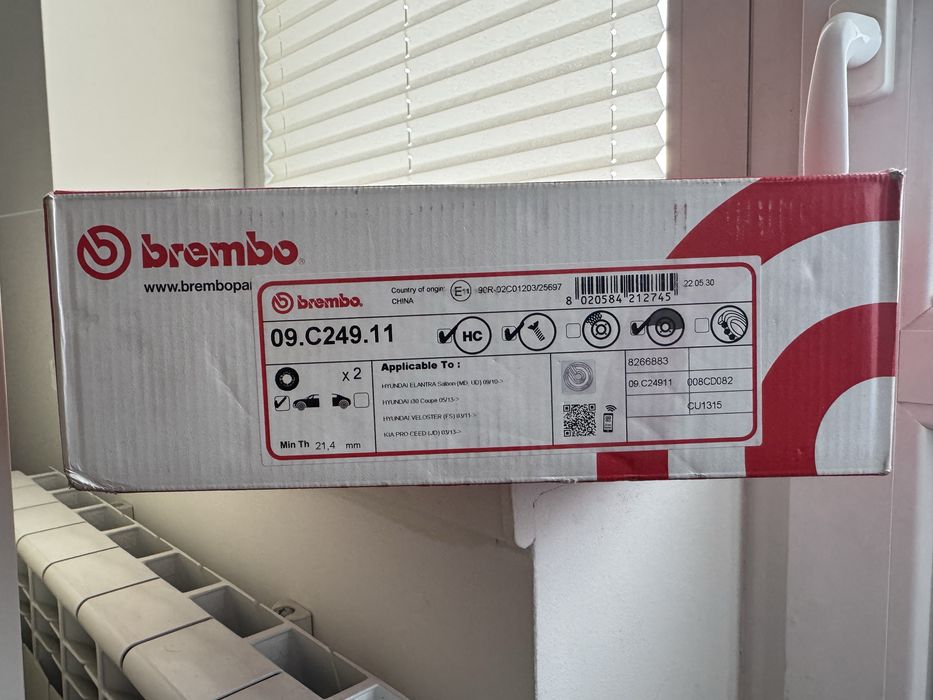 brembo®
www.brembopa
brembo.
Country of origin:
CHINA
E11
90R-02C01203/25697
8 020584 212745
22.05.30
09.C249.11
HC
x 2
Min Th 21,4 mm
Applicable To :
HYUNDAI ELANTRA Saloon (MD, UD) 09/10->
HYUNDAI i30 Coupe 05/13->
HYUNDAI VELOSTER (FS) 03/11->
KIA PRO CEED (JD) 03/13->
8266883
09.C24911 008CD082
CU1315